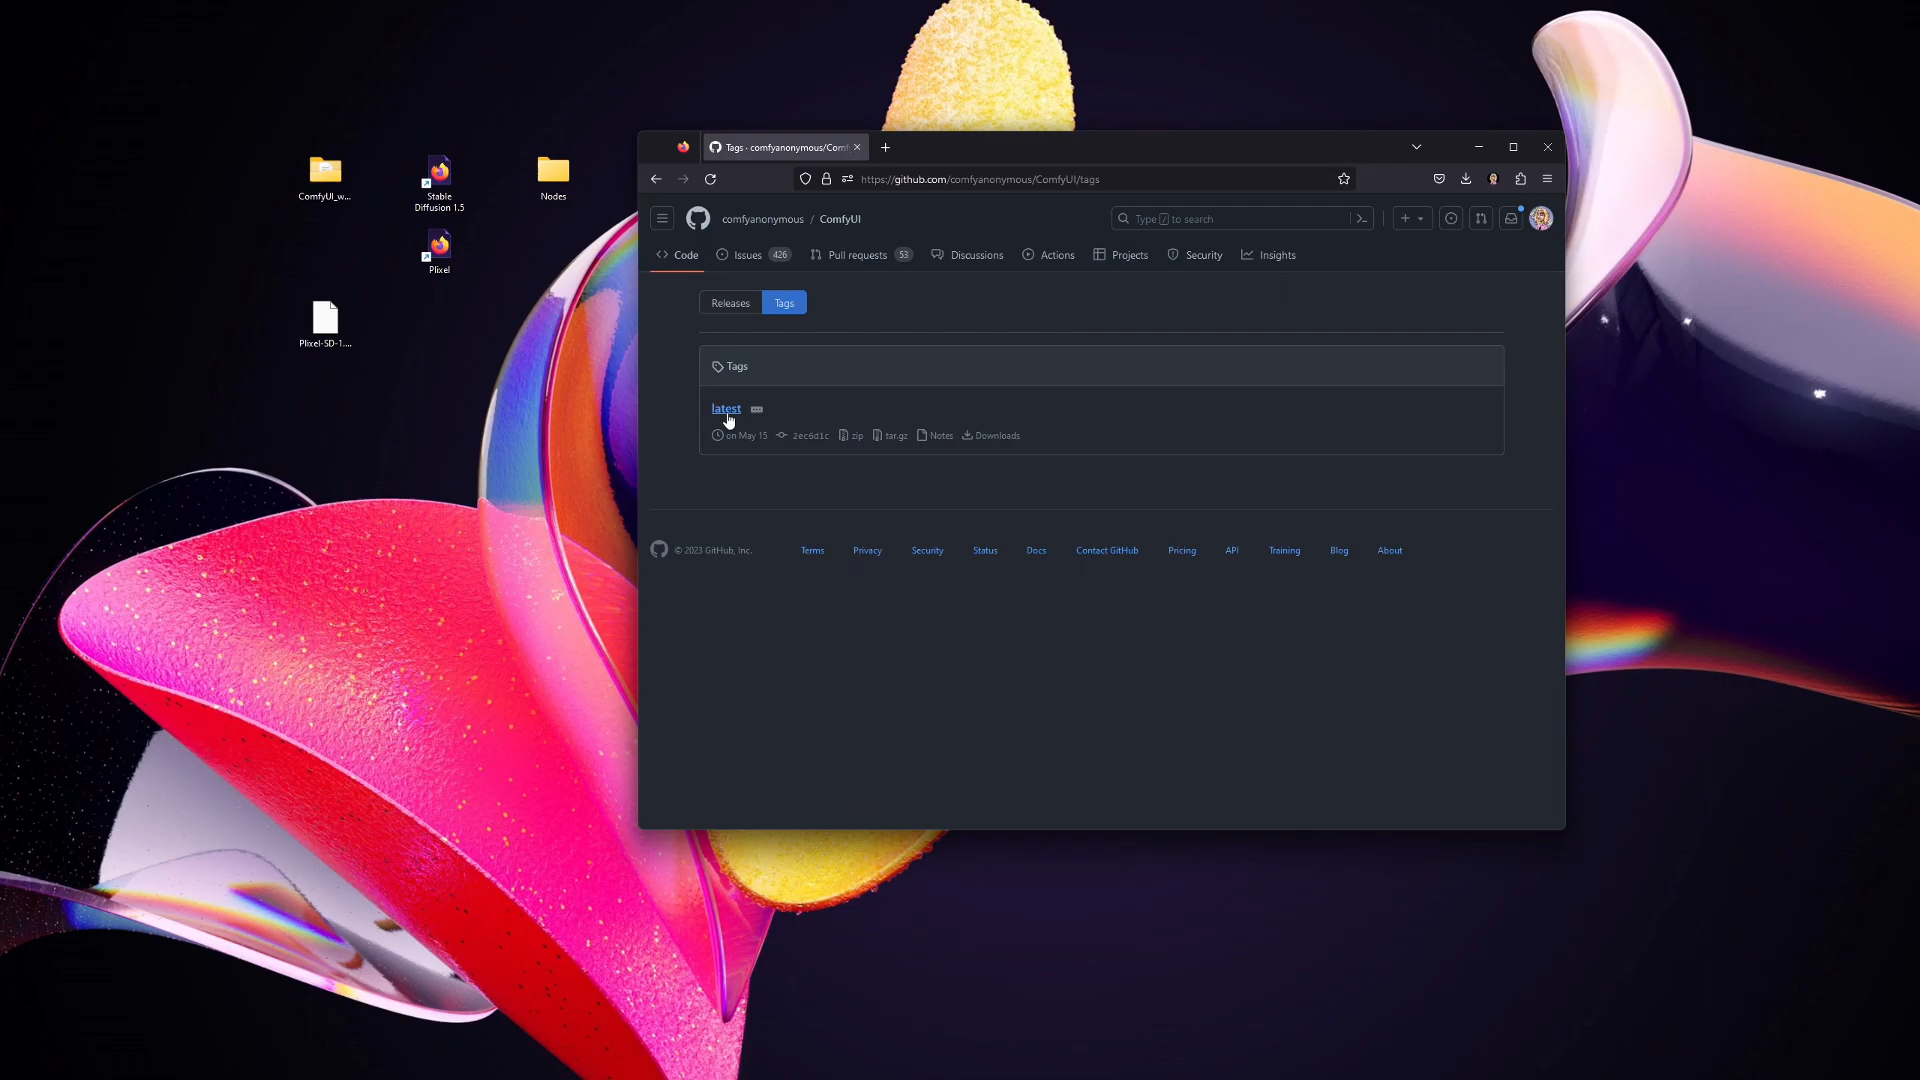 ComfyUI_w...
Stable
Diffusion 1.5
Nodes
Plixel
Plixel-SD-1....
Tags · comfyanonymous/Comf
https://github.com/comfyanonymous/ComfyUI/tags
comfyanonymous / ComfyUI
Type / to search
Code Issues 426 Pull requests 53 Discussions Actions Projects Security Insights
Releases Tags
Tags
latest
on May 15 2ec6d1c zip tar.gz Notes Downloads
© 2023 GitHub, Inc. Terms Privacy Security Status Docs Contact GitHub Pricing API Training Blog About